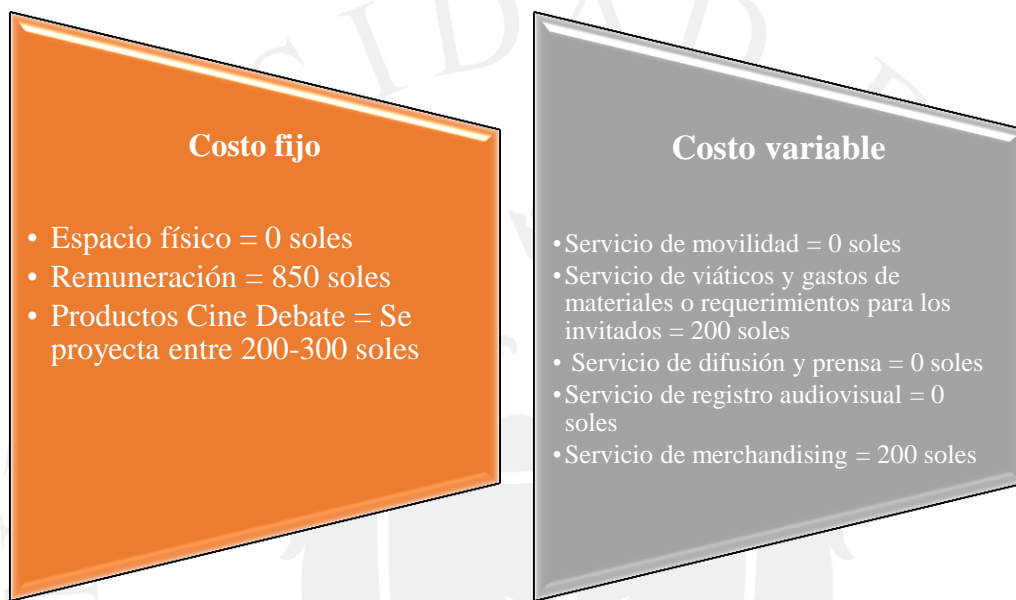 Costo fijo
• Espacio físico = 0 soles
• Remuneración = 850 soles
• Productos Cine Debate = Se
proyecta entre 200-300 soles
Costo variable
•Servicio de movilidad = 0 soles
•Servicio de viáticos y gastos de
materiales o requerimientos para los
invitados = 200 soles
• Servicio de difusión y prensa = 0 soles
•Servicio de registro audiovisual = 0
soles
•Servicio de merchandising = 200 soles